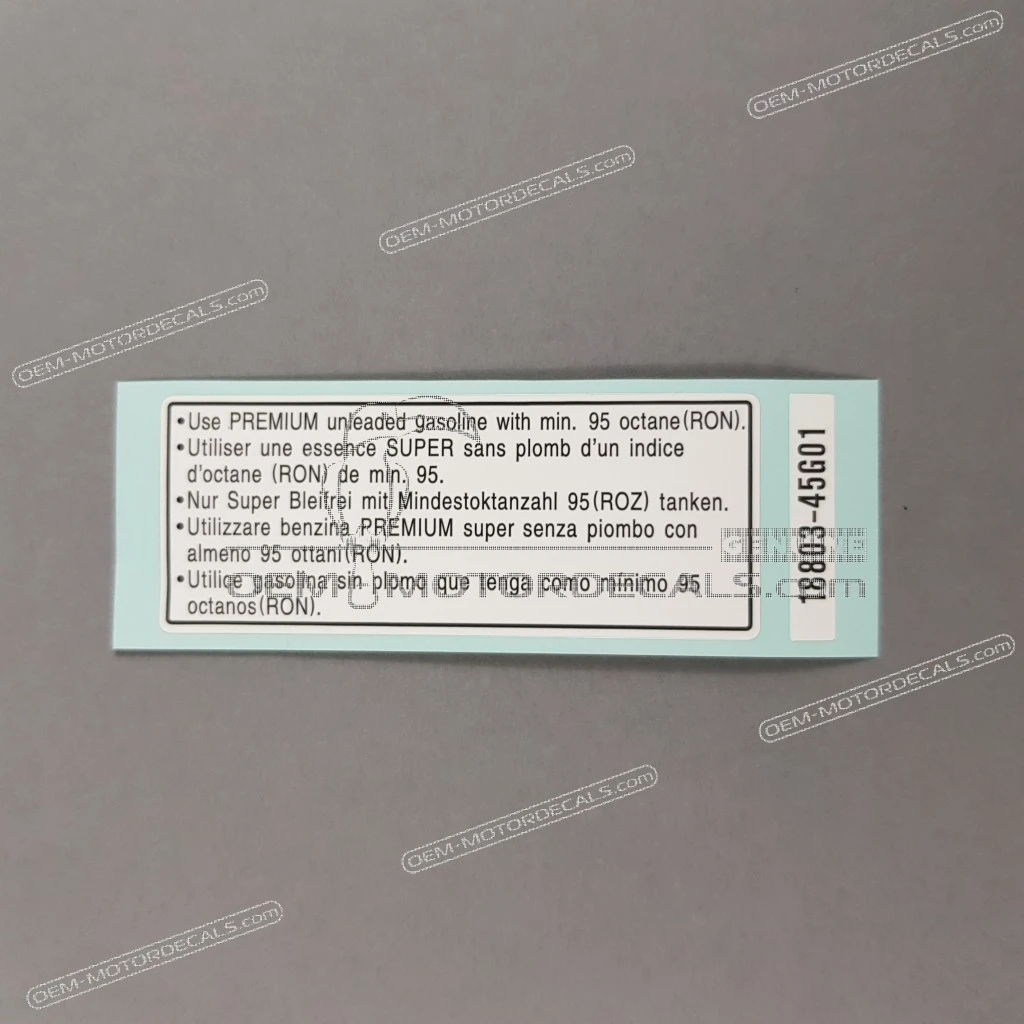 OEM-MOTORDECALS.com
OEM-MOTORDECALS.com
OEM-MOTORDECALS.com
•Use PREMIUM unleaded gasoline with min. 95 octane(RON).
•Utiliser une essence SUPER sans plomb d'un indice
d'octane (RON) de min. 95.
•Nur Super Bleifrei mit Mindestoktanzahl 95(ROZ) tanken.
•Utilizzare benzina PREMIUM super senza piombo con
almeno 95 ottani(RON).
•Utilice gasolina sin plomo que tenga como minimo 95
octanos(RON).
18803-45G01
GENUINE
OEM-MOTORDECALS.COM
OEM-MOTORDECALS.com
OEM-MOTORDECALS.com
OEM-MOTORDECALS.com